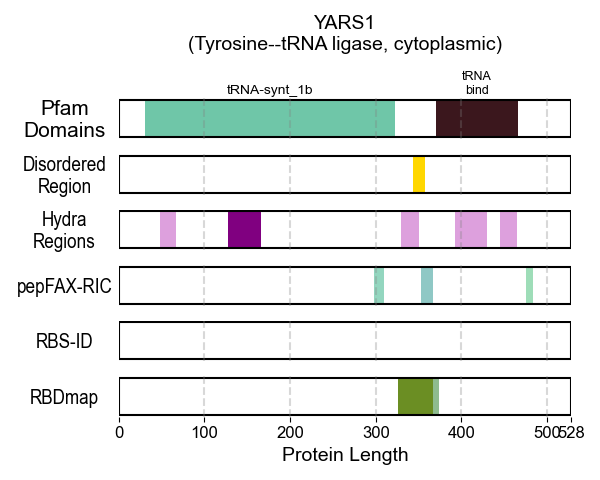 YARS1
(Tyrosine--tRNA ligase, cytoplasmic)
tRNA-synt_1b
tRNA
bind
Pfam
Domains
Disordered
Region
Hydra
Regions
pepFAX-RIC
RBS-ID
RBDmap
0 100 200 300 400 500 528
Protein Length